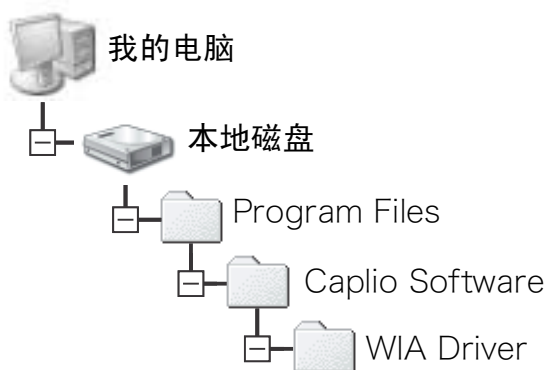 我的电脑
本地磁盘
Program Files
Caplio Software
WIA Driver